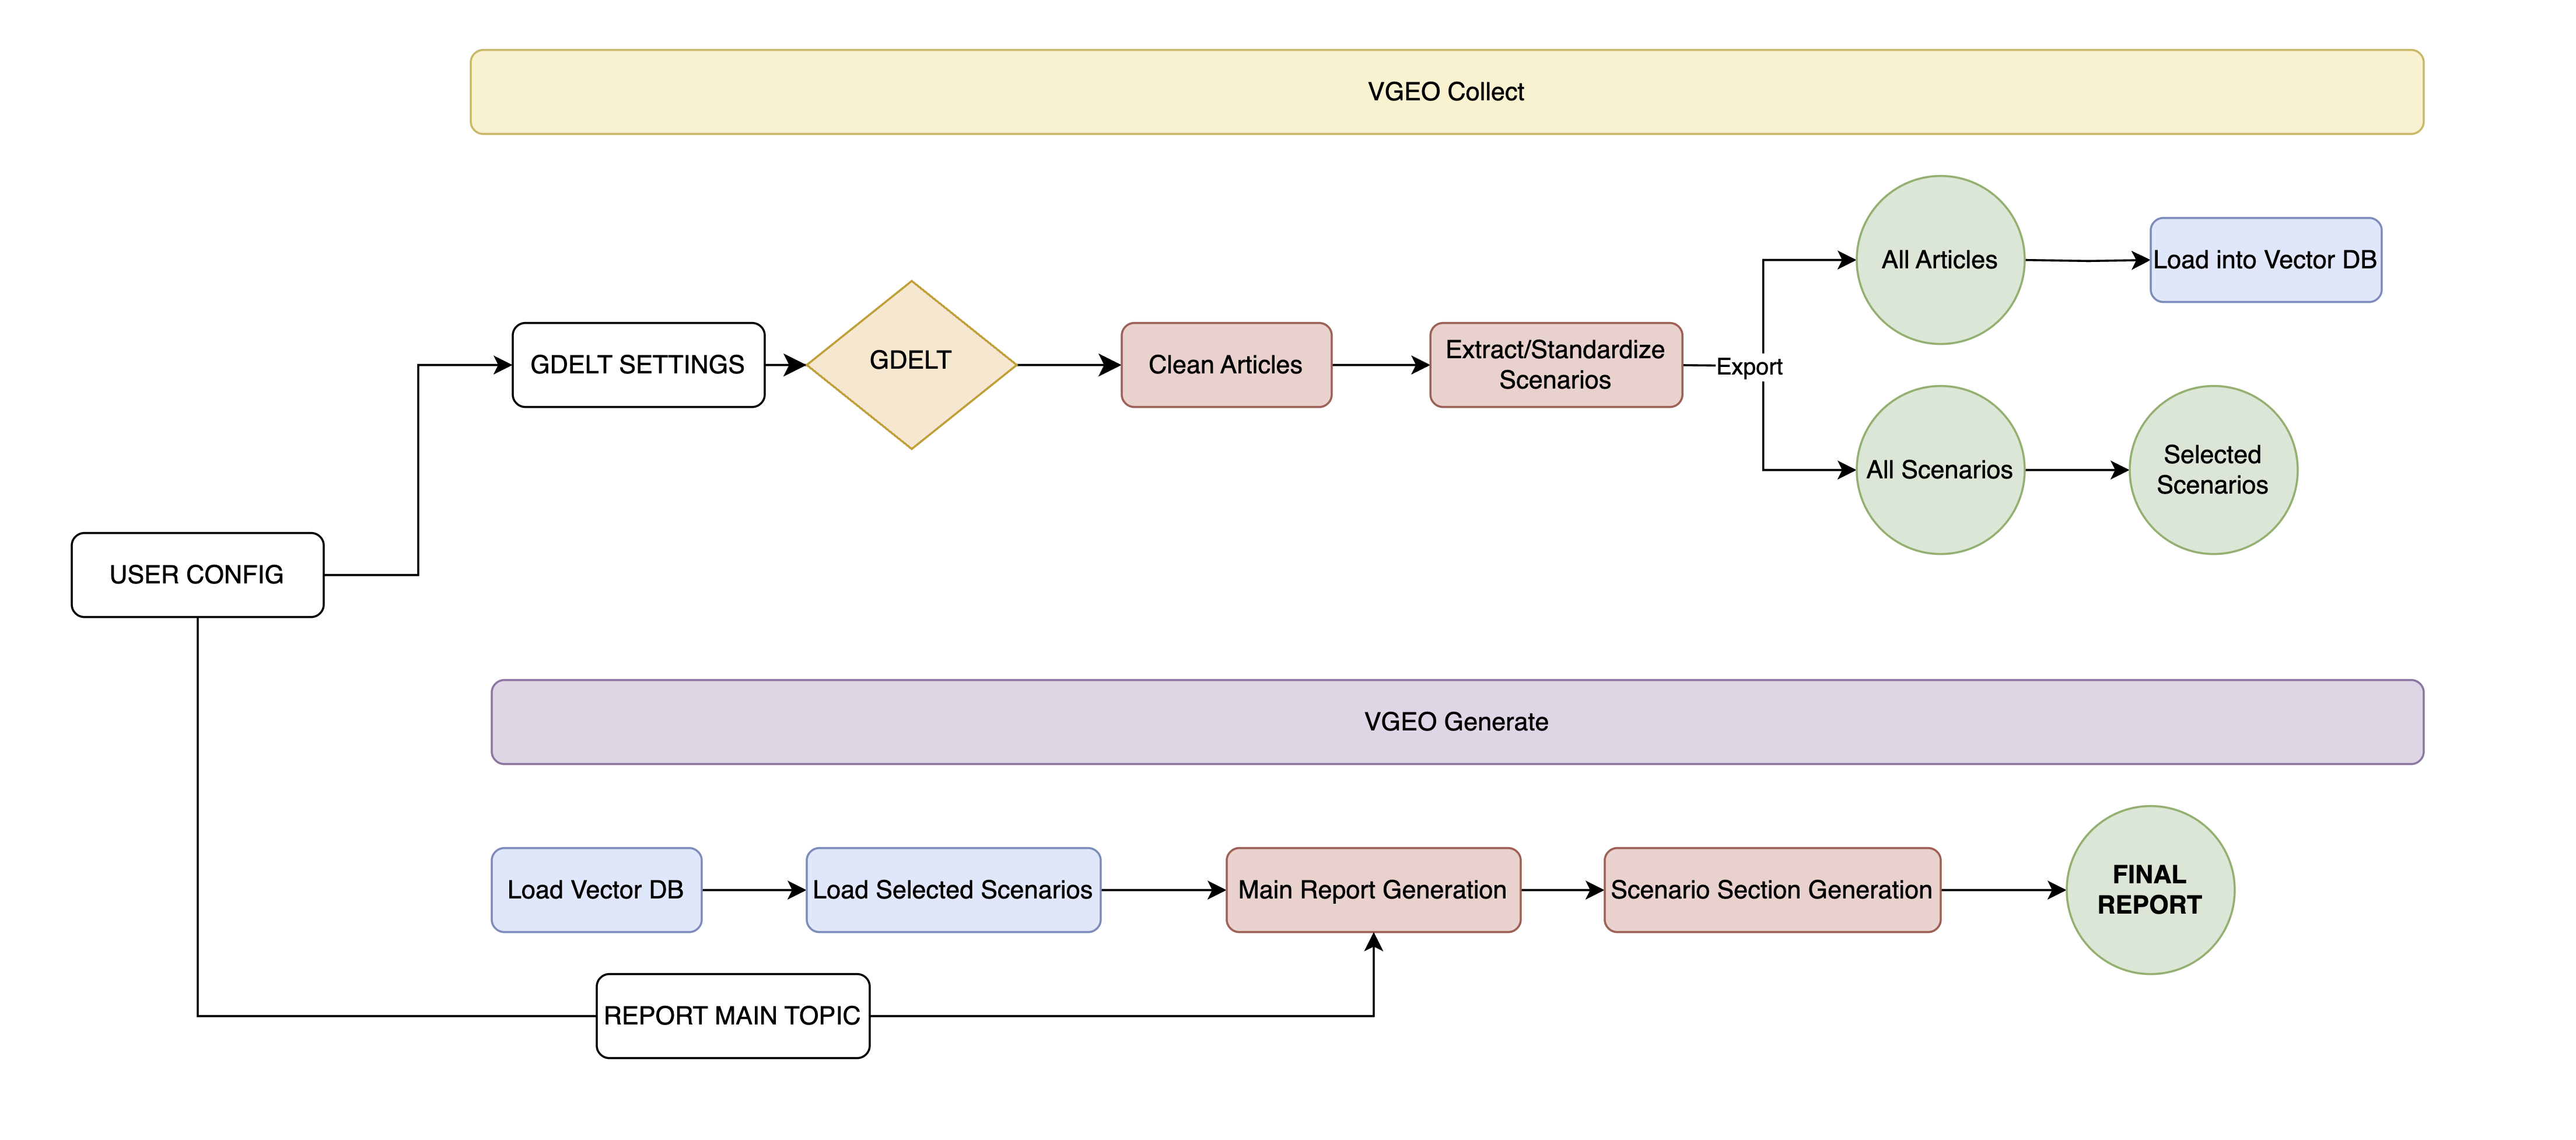 VGEO Collect
All Articles
Load into Vector DB
GDELT SETTINGS
GDELT
Clean Articles
Extract/Standardize
Scenarios
Export
All Scenarios
Selected
Scenarios
USER CONFIG
VGEO Generate
Load Vector DB
Load Selected Scenarios
Main Report Generation
Scenario Section Generation
FINAL
REPORT
REPORT MAIN TOPIC